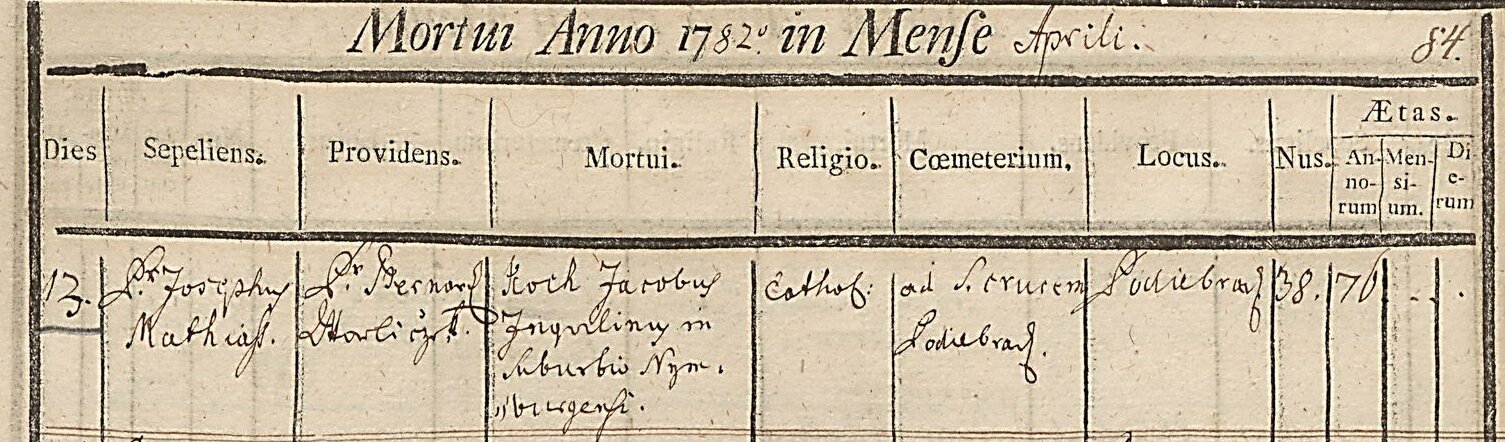 Mortui Anno 1782º in Mense Aprili. 84.
Dies Sepeliens. Providens. Mortui. Religio. Cœmeterium. Locus. Nus. Ætas.
Annorum Mensium. Dierum
13. Pr Josephus Pr Bernard Koch Jacobus Cathol: ad S. crucem Podiebrad 38. 76 . . .
Mathias. Inquilinus in Podiebrad.
suburbio Nym,
„burgensi.